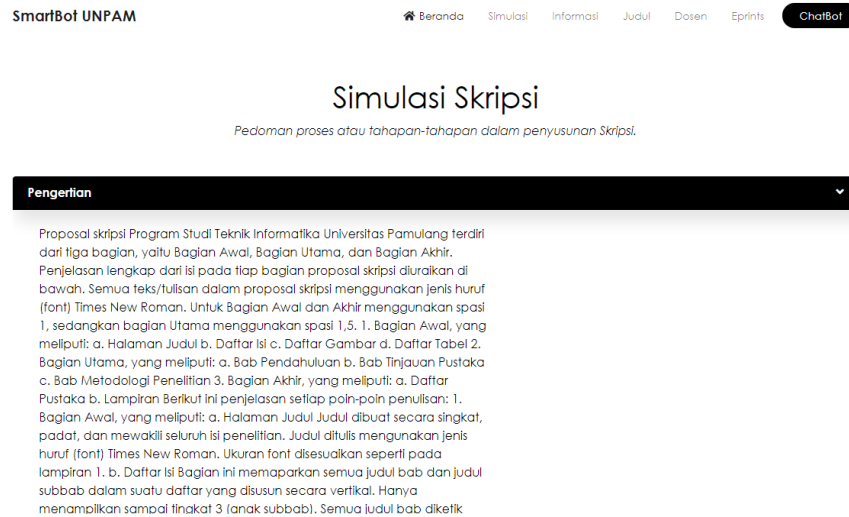 SmartBot UNPAM
Beranda Simulasi Informasi Judul Dosen Eprints ChatBot
Simulasi Skripsi
Pedoman proses atau tahapan-tahapan dalam penyusunan Skripsi.
Pengertian
Proposal skripsi Program Studi Teknik Informatika Universitas Pamulang terdiri
dari tiga bagian, yaitu Bagian Awal, Bagian Utama, dan Bagian Akhir.
Penjelasan lengkap dari isi pada tiap bagian proposal skripsi diuraikan di
bawah. Semua teks/tulisan dalam proposal skripsi menggunakan jenis huruf
(font) Times New Roman. Untuk Bagian Awal dan Akhir menggunakan spasi
1, sedangkan bagian Utama menggunakan spasi 1,5. 1. Bagian Awal, yang
meliputi: a. Halaman Judul b. Daftar Isi c. Daftar Gambar d. Daftar Tabel 2.
Bagian Utama, yang meliputi: a. Bab Pendahuluan b. Bab Tinjauan Pustaka
c. Bab Metodologi Penelitian 3. Bagian Akhir, yang meliputi: a. Daftar
Pustaka b. Lampiran Berikut ini penjelasan setiap poin-poin penulisan: 1.
Bagian Awal, yang meliputi: a. Halaman Judul Judul dibuat secara singkat,
padat, dan mewakili seluruh isi penelitian. Judul ditulis mengunakan jenis
huruf (font) Times New Roman. Ukuran font disesuaikan seperti pada
lampiran 1. b. Daftar Isi Bagian ini memaparkan semua judul bab dan judul
subbab dalam suatu daftar yang disusun secara vertikal. Hanya
menampilkan sampai tingkat 3 (anak subbab). Semua judul bab diketik